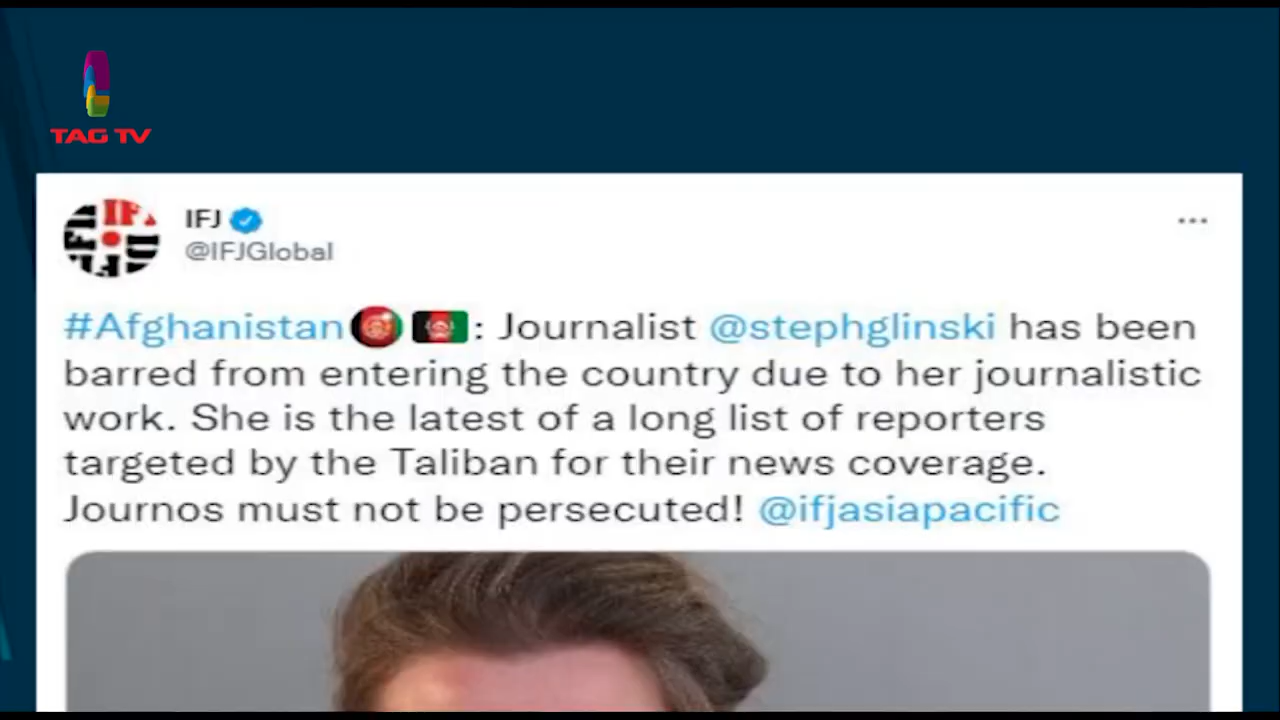 TAG TV
IFJ
@IFJGlobal
#Afghanistan: Journalist @stephglinski has been
barred from entering the country due to her journalistic
work. She is the latest of a long list of reporters
targeted by the Taliban for their news coverage.
Journos must not be persecuted! @ifjasiapacific